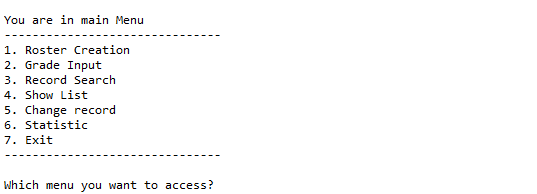 You are in main Menu
-------------------------------
1. Roster Creation
2. Grade Input
3. Record Search
4. Show List
5. Change record
6. Statistic
7. Exit
-------------------------------
Which menu you want to access?